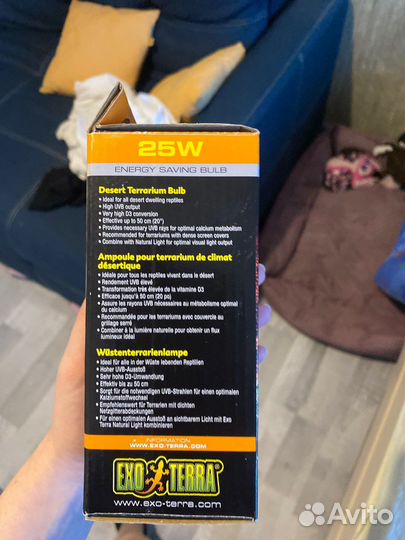 25W
ENERGY SAVING BULB
Desert Terrarium Bulb
• Ideal for all desert dwelling reptiles
• High UVB output
• Very high D3 conversion
• Effective up to 50 cm (20")
• Provides necessary UVB rays for optimal calcium metabolism
• Recommended for terrariums with dense screen covers
• Combine with Natural Light for optimal visual light output
Ampoule pour terrarium de climat
désertique
• Idéale pour tous les reptiles vivant dans le désert
• Rendement UVB élevé
• Transformation très élevée de la vitamine D3
• Efficace jusqu'à 50 cm (20 po)
• Assure les rayons UVB nécessaires au métabolisme optimal
du calcium
• Recommandée pour les terrariums avec couvercle au
grillage serré
• Combiner à la lumière naturelle pour obtenir un flux
lumineux idéal
Wüstenterrarienlampe
• Ideal für alle in der Wüste lebenden Reptilien
• Hoher UVB-Ausstoß
• Sehr hohe D3-Umwandlung
• Effektiv bis zu 50 cm
• Sorgt für die notwendigen UVB-Strahlen für einen optimalen
Kalziumstoffwechsel
• Empfehlenswert für Terrarien mit dichten
Netzgitterabdeckungen
• Für einen optimalen Ausstoß an sichtbarem Licht mit Exo
Terra Natural Light kombinieren
INFORMATION
WWW.EXO-TERRA.COM
EXO TERRA
www.exo-terra.com
Avito